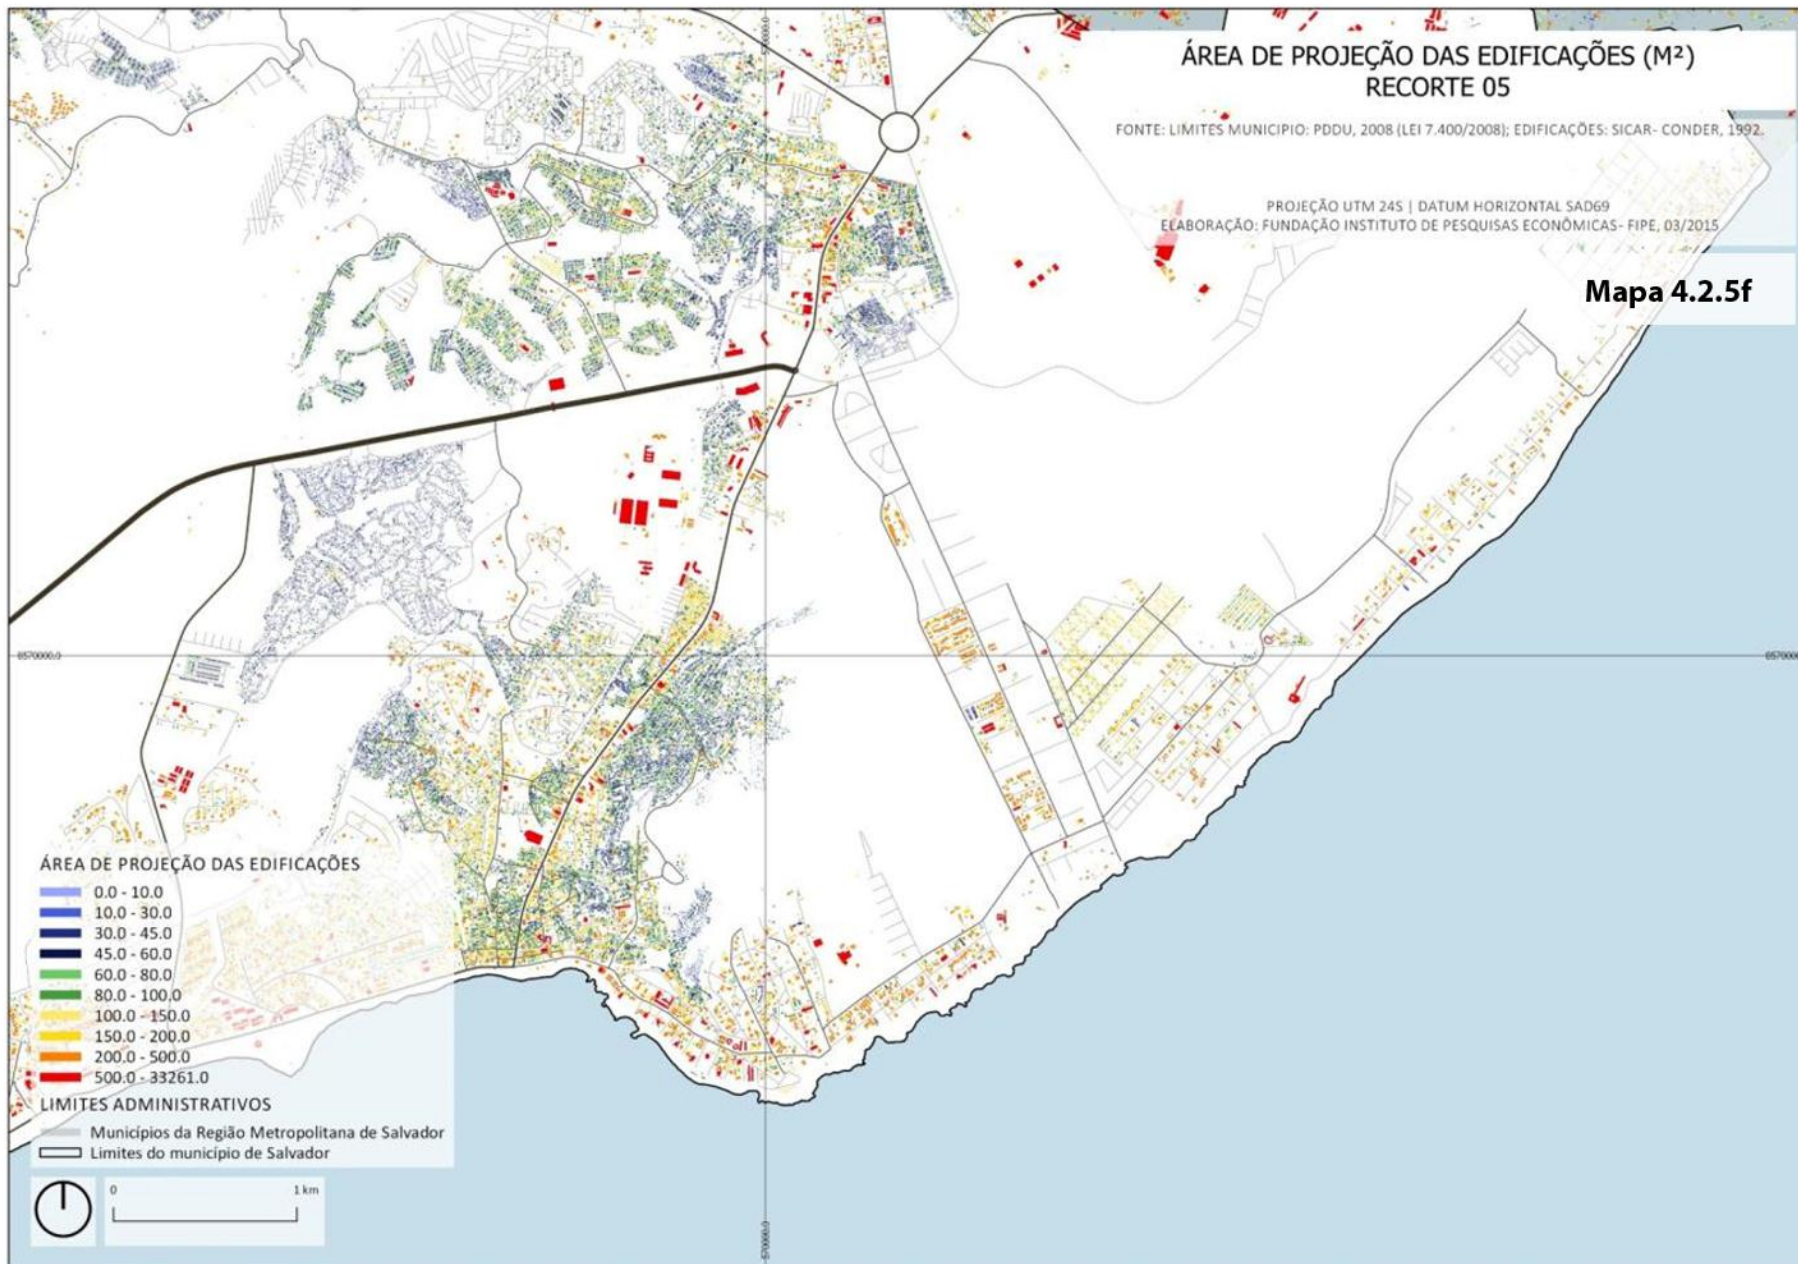 ÁREA DE PROJEÇÃO DAS EDIFICAÇÕES (M²)
RECORTE 05
FONTE: LIMITES MUNICIPIO: PDDU, 2008 (LEI 7.400/2008); EDIFICAÇÕES: SICAR- CONDER, 1992.
PROJEÇÃO UTM 24S | DATUM HORIZONTAL SAD69
ELABORAÇÃO: FUNDAÇÃO INSTITUTO DE PESQUISAS ECONÔMICAS- FIPE, 03/2015
Mapa 4.2.5f
8570000.0
ÁREA DE PROJEÇÃO DAS EDIFICAÇÕES
0.0 - 10.0
10.0 - 30.0
30.0 - 45.0
45.0 - 60.0
60.0 - 80.0
80.0 - 100.0
100.0 - 150.0
150.0 - 200.0
200.0 - 500.0
500.0 - 33261.0
LIMITES ADMINISTRATIVOS
Municípios da Região Metropolitana de Salvador
Limites do município de Salvador
0 1 km
570000.0